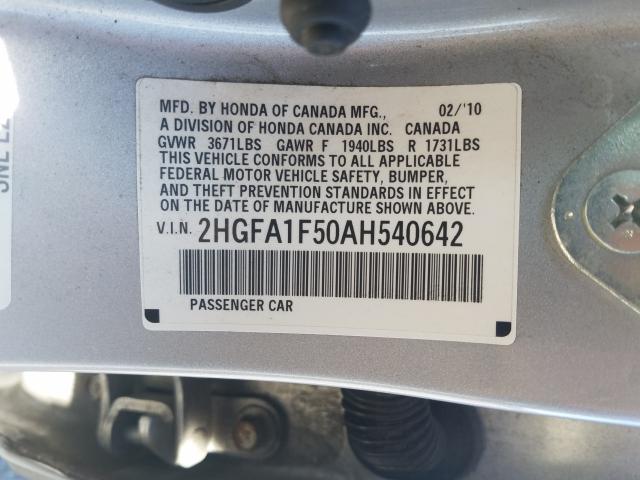 MFD. BY HONDA OF CANADA MFG., 02/'10
A DIVISION OF HONDA CANADA INC. CANADA
GVWR 3671LBS GAWR F 1940LBS R 1731LBS
THIS VEHICLE CONFORMS TO ALL APPLICABLE
FEDERAL MOTOR VEHICLE SAFETY, BUMPER,
AND THEFT PREVENTION STANDARDS IN EFFECT
ON THE DATE OF MANUFACTURE SHOWN ABOVE.
V.I.N. 2HGFA1F50AH540642
PASSENGER CAR